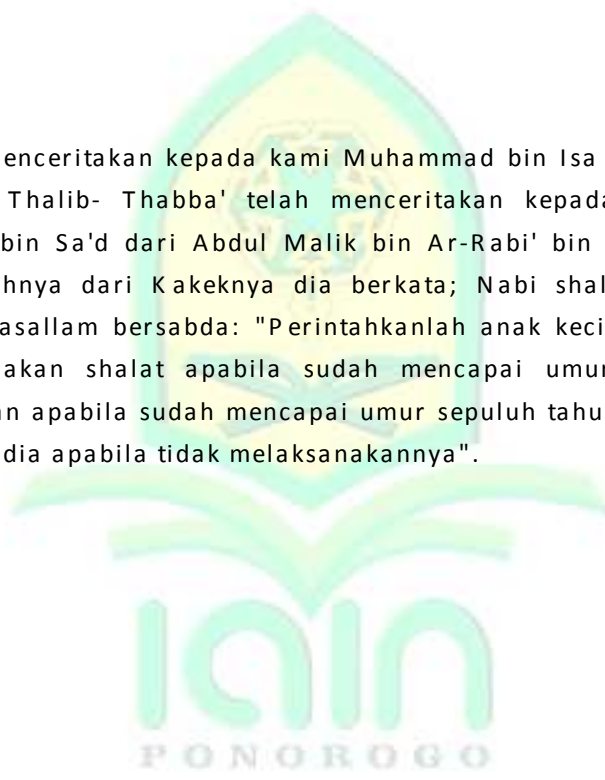 enceritakan kepada kami Muhammad bin Isa
Thalib- Thabba' telah menceritakan kepada
bin Sa'd dari Abdul Malik bin Ar-Rabi' bin
hnya dari Kakeknya dia berkata; Nabi shal
asallam bersabda: "Perintahkanlah anak keci
akan shalat apabila sudah mencapai umur
an apabila sudah mencapai umur sepuluh tahu
dia apabila tidak melaksanakannya".
iain
PONOROGO